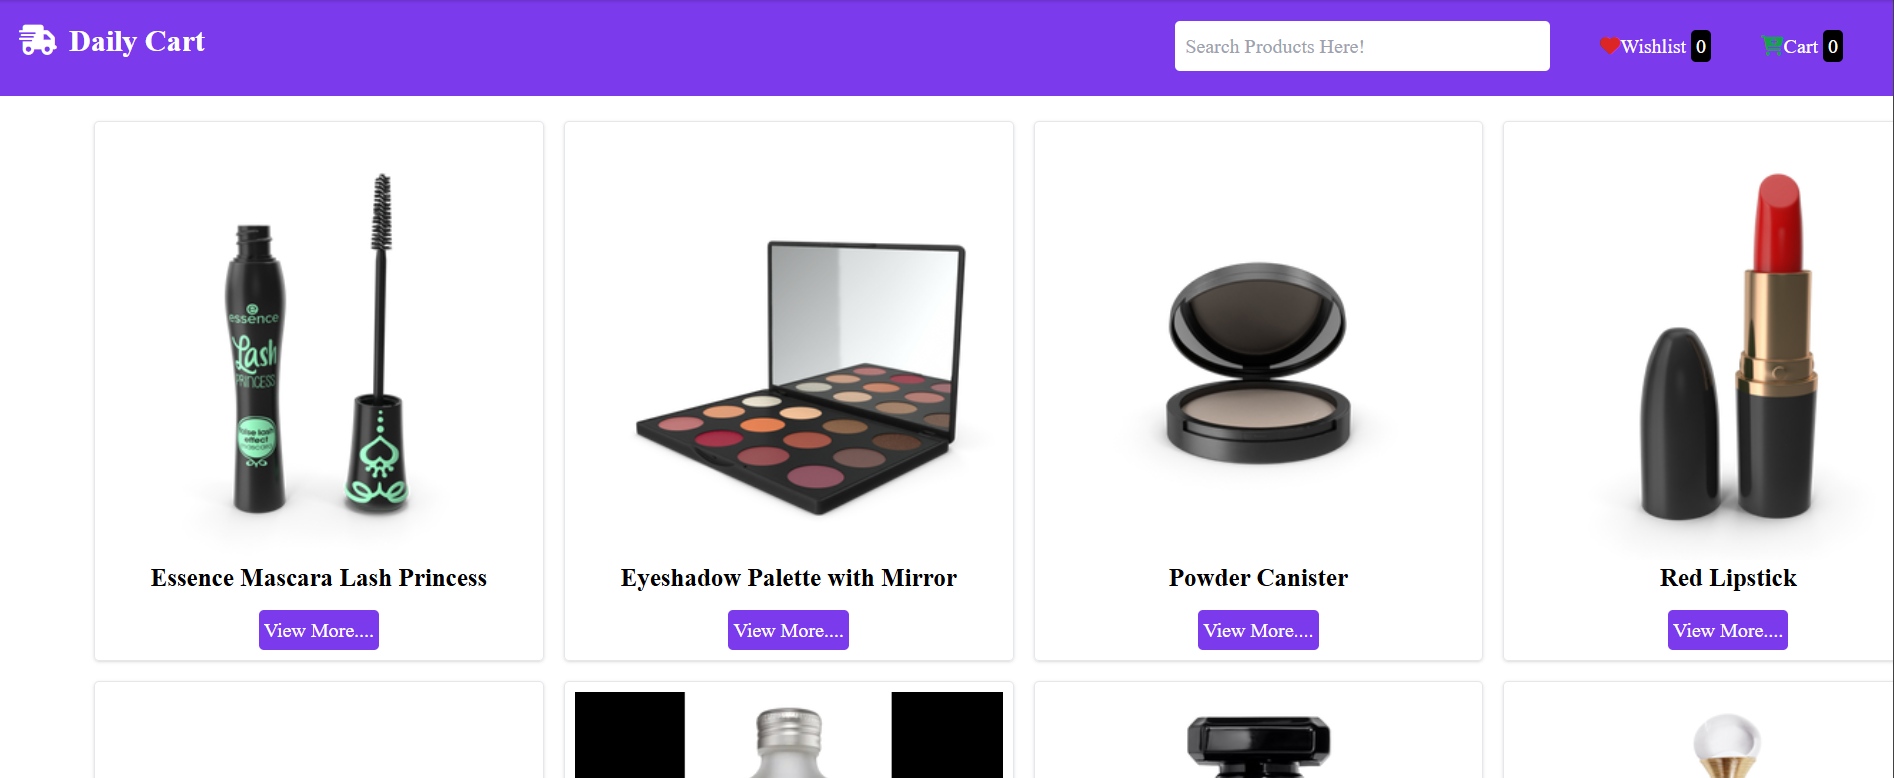 Daily Cart
Search Products Here!
Wishlist 0
Cart 0
essence
Lash
PRINCESS
false lash
effect
mascara
Essence Mascara Lash Princess
View More....
Eyeshadow Palette with Mirror
View More....
Powder Canister
View More....
Red Lipstick
View More....